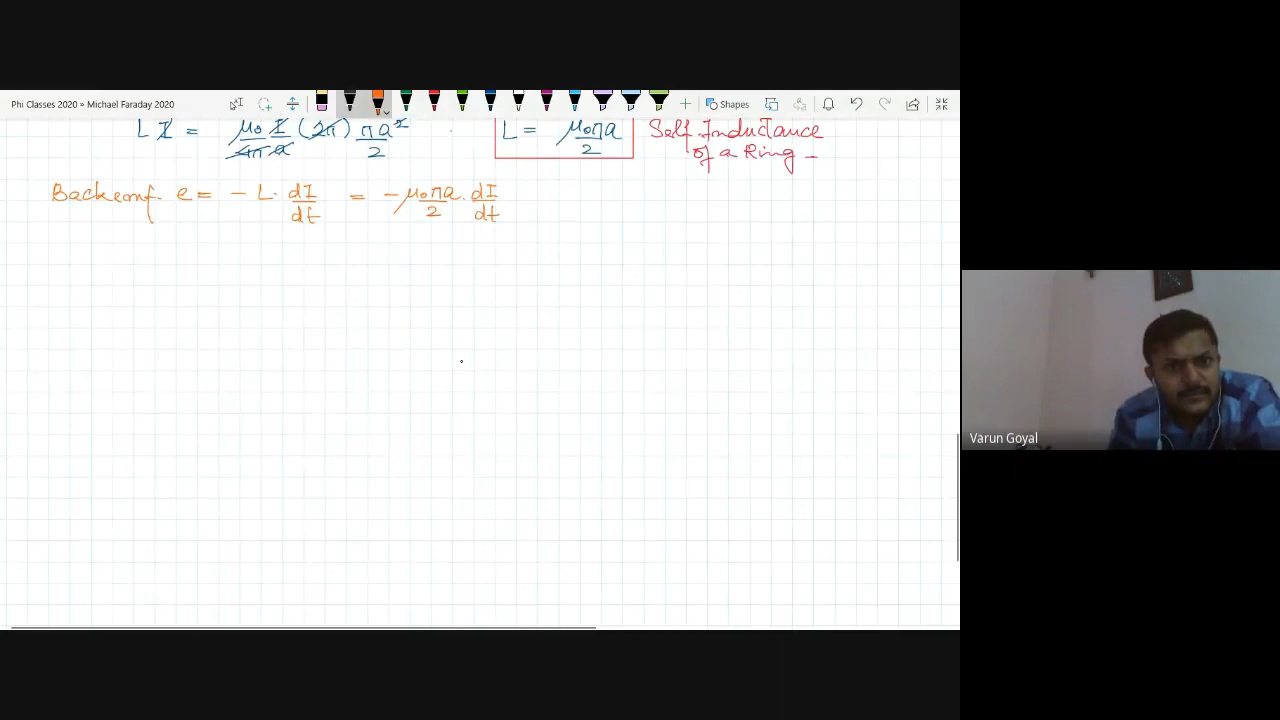 Phi Classes 2020 » Michael Faraday 2020
Shapes
L I = μ₀ I / 4π a (2π) π a² / 2
L = μ₀πa / 2
Self Inductance
of a Ring -
Back emf. e = - L · dI/dt = - μ₀πa / 2 · dI/dt
Varun Goyal